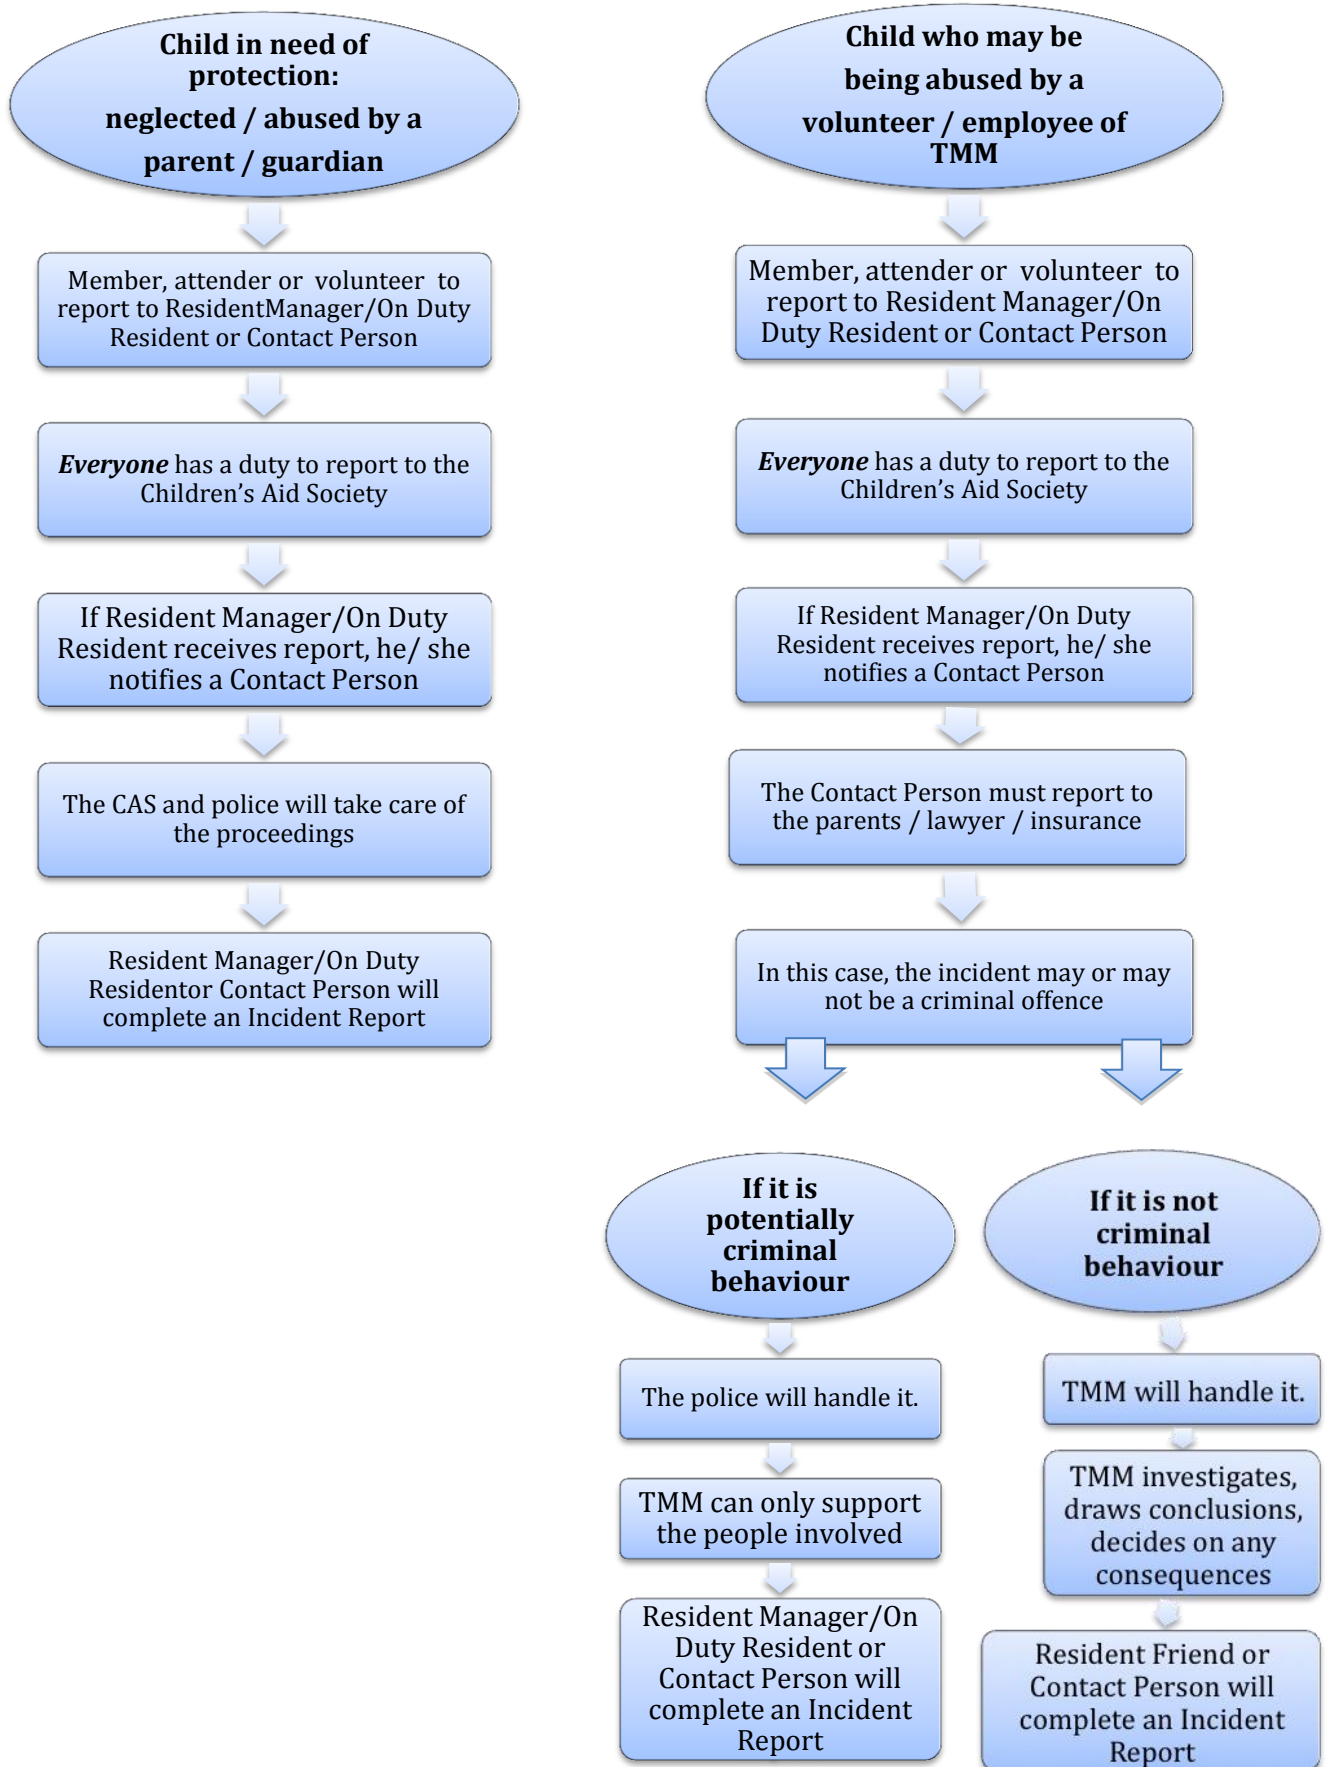 Child in need of
protection:
neglected / abused by a
parent / guardian
Member, attender or volunteer to
report to ResidentManager/On Duty
Resident or Contact Person
Everyone has a duty to report to the
Children's Aid Society
If Resident Manager/On Duty
Resident receives report, he/ she
notifies a Contact Person
The CAS and police will take care of
the proceedings
Resident Manager/On Duty
Residentor Contact Person will
complete an Incident Report
Child who may be
being abused by a
volunteer / employee of
TMM
Member, attender or volunteer to
report to Resident Manager/On
Duty Resident or Contact Person
Everyone has a duty to report to the
Children's Aid Society
If Resident Manager/On Duty
Resident receives report, he/ she
notifies a Contact Person
The Contact Person must report to
the parents / lawyer / insurance
In this case, the incident may or may
not be a criminal offence
If it is
potentially
criminal
behaviour
The police will handle it.
TMM can only support
the people involved
Resident Manager/On
Duty Resident or
Contact Person will
complete an Incident
Report
If it is not
criminal
behaviour
TMM will handle it.
TMM investigates,
draws conclusions,
decides on any
consequences
Resident Friend or
Contact Person will
complete an Incident
Report